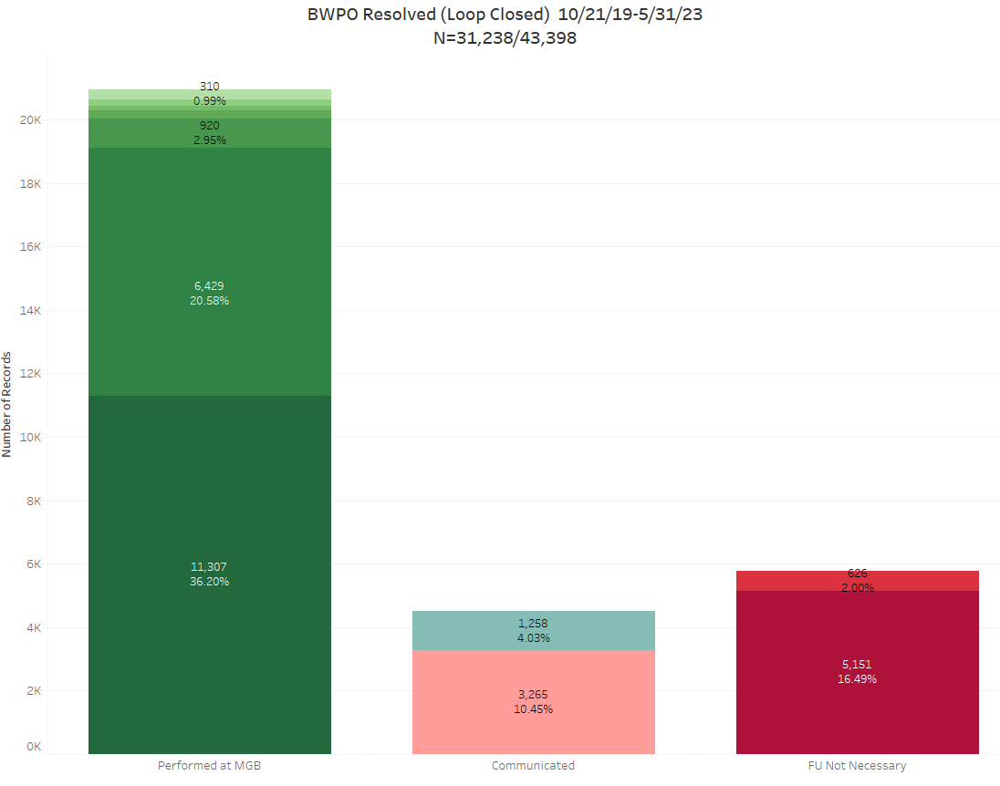 BWPO Resolved (Loop Closed) 10/21/19-5/31/23
N=31,238/43,398
Number of Records
20K
18K
16K
14K
12K
10K
8K
6K
4K
2K
0K
310
0.99%
920
2.95%
6,429
20.58%
11,307
36.20%
1,258
4.03%
3,265
10.45%
626
2.00%
5,151
16.49%
Performed at MGB
Communicated
FU Not Necessary